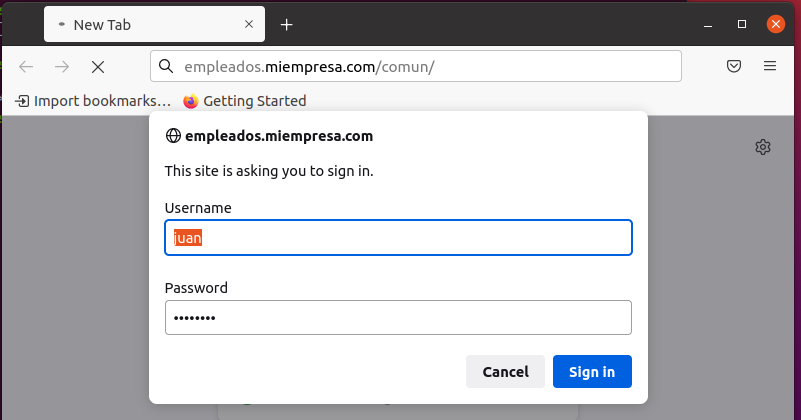 New Tab
empleados.miempresa.com/comun/
Import bookmarks… Getting Started
empleados.miempresa.com
This site is asking you to sign in.
Username
juan
Password
••••••••
Cancel Sign in